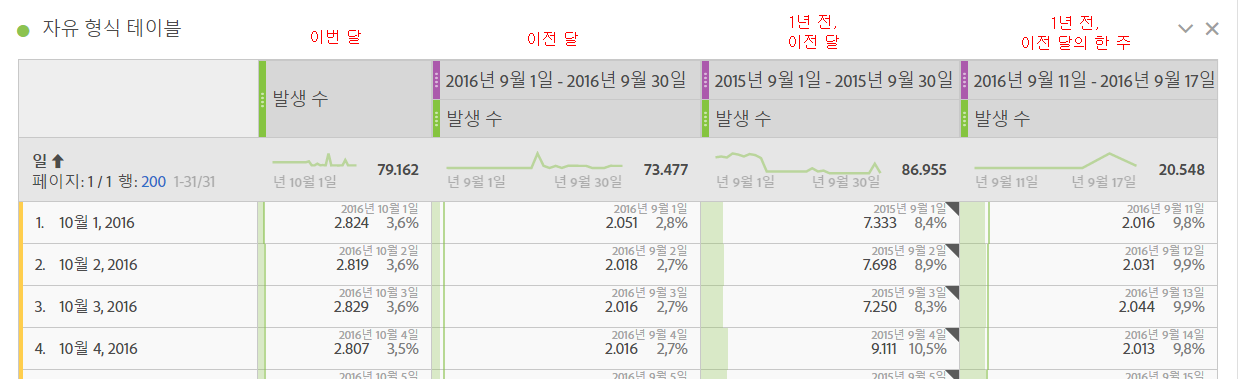 자유 형식 테이블
이번 달
이전 달
1년 전,
이전 달
1년 전,
이전 달의 한 주
발생 수
2016년 9월 1일 - 2016년 9월 30일
발생 수
2015년 9월 1일 - 2015년 9월 30일
발생 수
2016년 9월 11일 - 2016년 9월 17일
발생 수
일
페이지: 1 / 1 행: 200 1-31/31
년 10월 1일 79.162
년 9월 1일 년 9월 30일 73.477
년 9월 1일 년 9월 30일 86.955
년 9월 11일 년 9월 17일 20.548
2016년 10월 1일 2016년 9월 1일 2015년 9월 1일 2016년 9월 11일
1. 10월 1, 2016 2.824 3,6% 2.051 2,8% 7.333 8,4% 2.016 9,8%
2016년 10월 2일 2016년 9월 2일 2015년 9월 2일 2016년 9월 12일
2. 10월 2, 2016 2.819 3,6% 2.018 2,7% 7.698 8,9% 2.031 9,9%
2016년 10월 3일 2016년 9월 3일 2015년 9월 3일 2016년 9월 13일
3. 10월 3, 2016 2.829 3,6% 2.016 2,7% 7.250 8,3% 2.044 9,9%
2016년 10월 4일 2016년 9월 4일 2015년 9월 4일 2016년 9월 14일
4. 10월 4, 2016 2.807 3,5% 2.016 2,7% 9.111 10,5% 2.013 9,8%
2016년 10월 5일 2016년 9월 5일 2015년 9월 5일 2016년 9월 15일